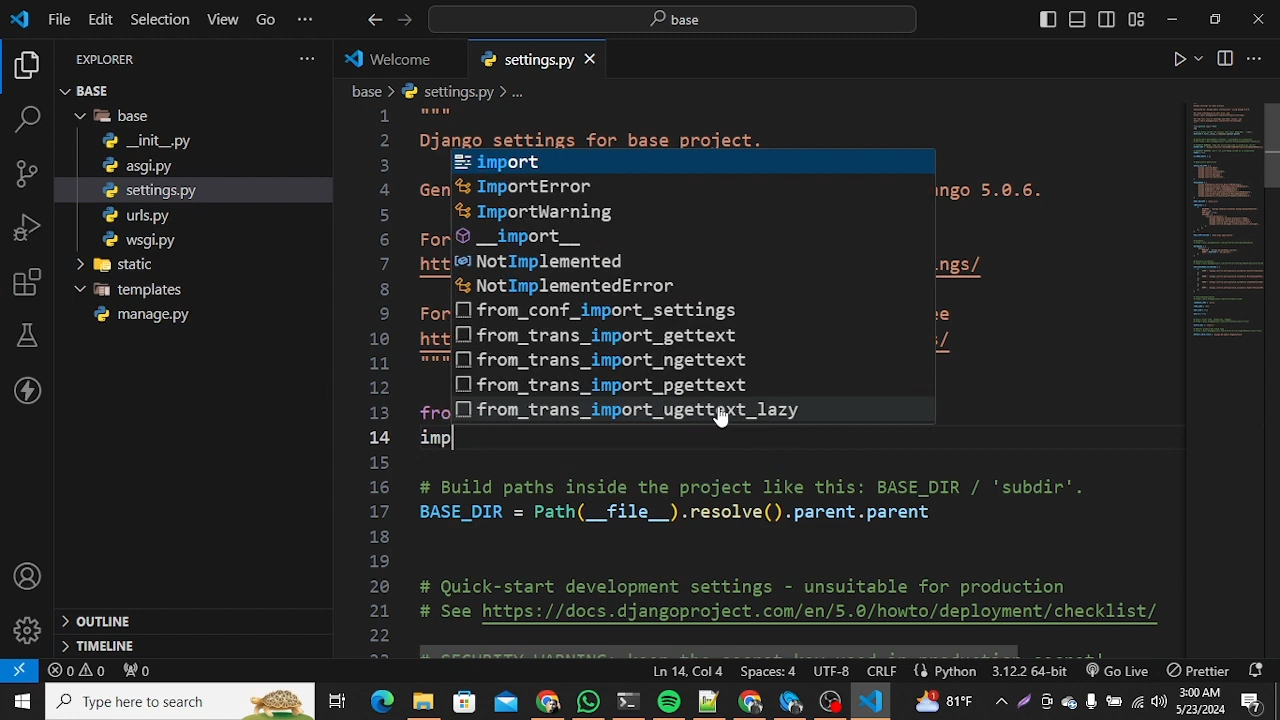 File Edit Selection View Go ··· base
EXPLORER ···
Welcome settings.py
BASE
base > settings.py > ...
base
__init__.py
asgi.py
settings.py
urls.py
wsgi.py
static
templates
manage.py
OUTLINE
TIMELINE
1 """
2 Django settings for base project.
3
4 Gen ango 5.0.6.
5
6 For
7 htt ngs/
8
9 For ee
10 htt s/
11 """
12
13 fro
14 imp
15
16 # Build paths inside the project like this: BASE_DIR / 'subdir'.
17 BASE_DIR = Path(__file__).resolve().parent.parent
18
19
20 # Quick-start development settings - unsuitable for production
21 # See https://docs.djangoproject.com/en/5.0/howto/deployment/checklist/
22
import
ImportError
ImportWarning
__import__
NotImplemented
NotImplementedError
from_conf_import_settings
from_trans_import_gettext
from_trans_import_ngettext
from_trans_import_pgettext
from_trans_import_ugettext_lazy
0 0 0 Ln 14, Col 4 Spaces: 4 UTF-8 CRLF Python 3.12.2 64-bit Go Live Prettier
Type here to search
1 81°F
3:00 AM
5/23/2024
7